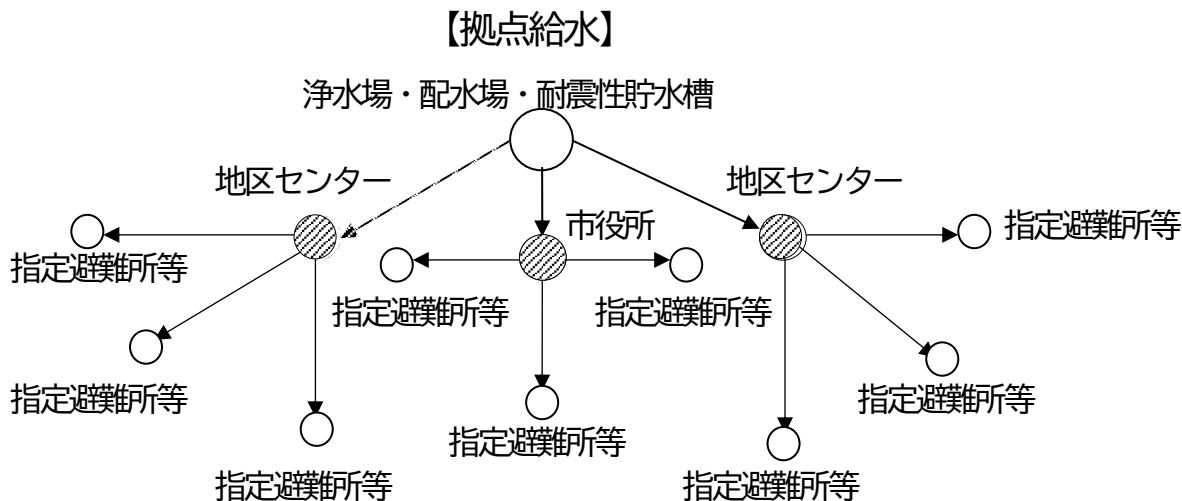 【拠点給水】
浄水場・配水場・耐震性貯水槽
地区センター
地区センター
市役所
指定避難所等
指定避難所等
指定避難所等
指定避難所等
指定避難所等
指定避難所等
指定避難所等
指定避難所等
指定避難所等